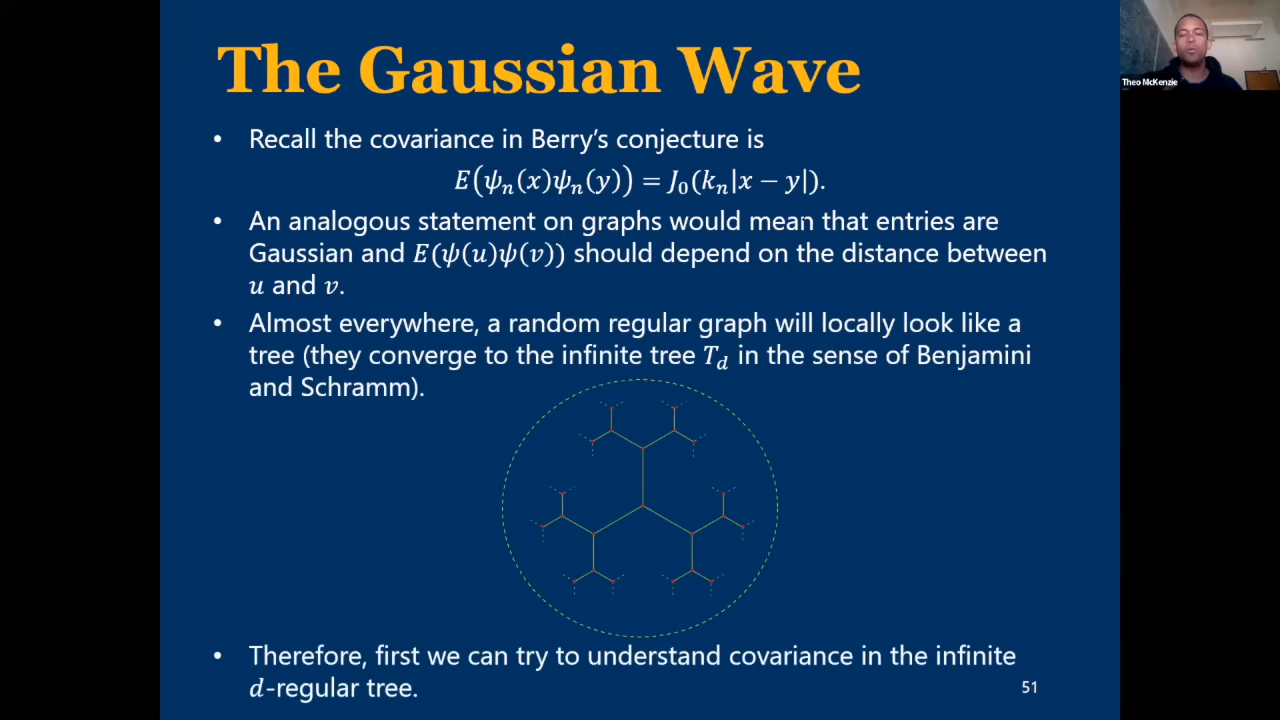 The Gaussian Wave
Theo McKenzie
• Recall the covariance in Berry's conjecture is
E(ψₙ(x)ψₙ(y)) = J₀(kₙ|x − y|).
• An analogous statement on graphs would mean that entries are
Gaussian and E(ψ(u)ψ(v)) should depend on the distance between
u and v.
• Almost everywhere, a random regular graph will locally look like a
tree (they converge to the infinite tree T_d in the sense of Benjamini
and Schramm).
• Therefore, first we can try to understand covariance in the infinite
d-regular tree.
51